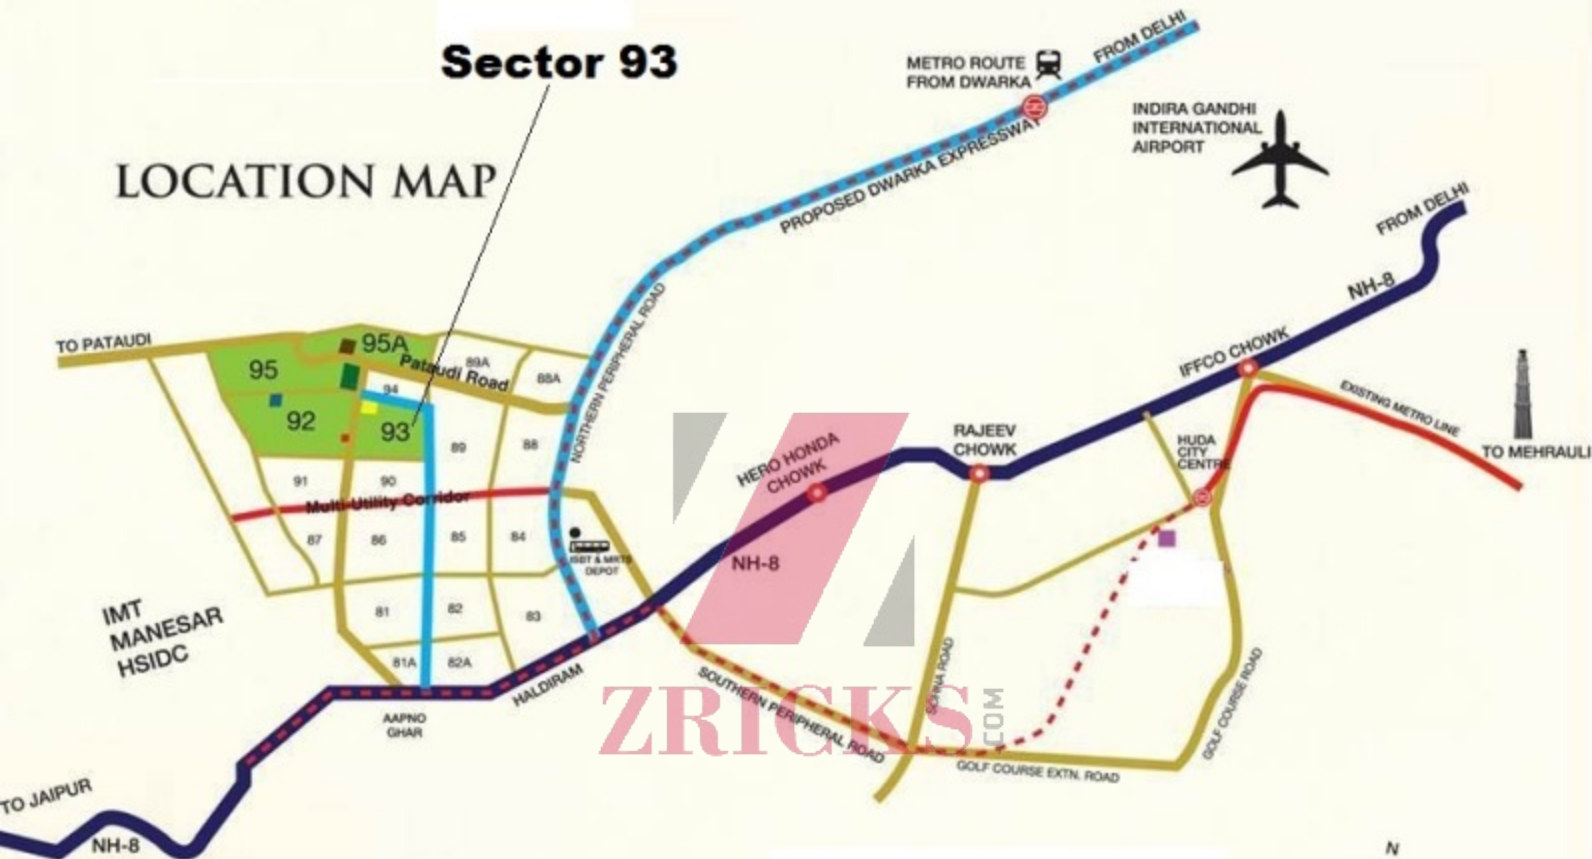 Sector 93
LOCATION MAP
METRO ROUTE
FROM DWARKA
FROM DELHI
PROPOSED DWARKA EXPRESSWAY
INDIRA GANDHI
INTERNATIONAL
AIRPORT
FROM DELHI
NH-8
IFFCO CHOWK
EXISTING METRO LINE
TO MEHRAULI
HUDA
CITY
CENTRE
RAJEEV
CHOWK
HERO HONDA
CHOWK
NH-8
NORTHERN PERIPHERAL ROAD
TO PATAUDI
95A
95
Pataudi Road
89A
88A
94
92
93
89
88
91
90
Multi-Utility Corridor
87
86
85
84
ISBT & MRTS
DEPOT
81
82
83
81A
82A
IMT
MANESAR
HSIDC
HALDIRAM
AAPNO
GHAR
SOUTHERN PERIPHERAL ROAD
SOHNA ROAD
GOLF COURSE EXTN. ROAD
GOLF COURSE ROAD
ZRICKS
.COM
TO JAIPUR
NH-8
N